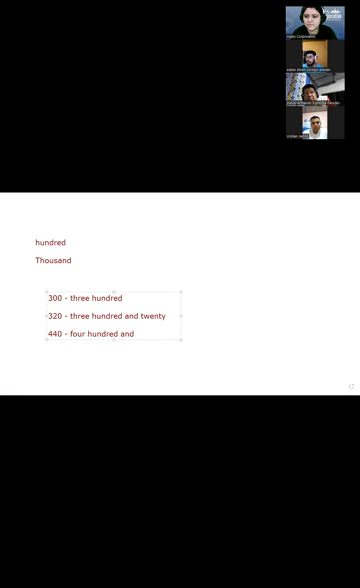 hundred
Thousand
300 - three hundred
320 - three hundred and twenty
440 - four hundred and